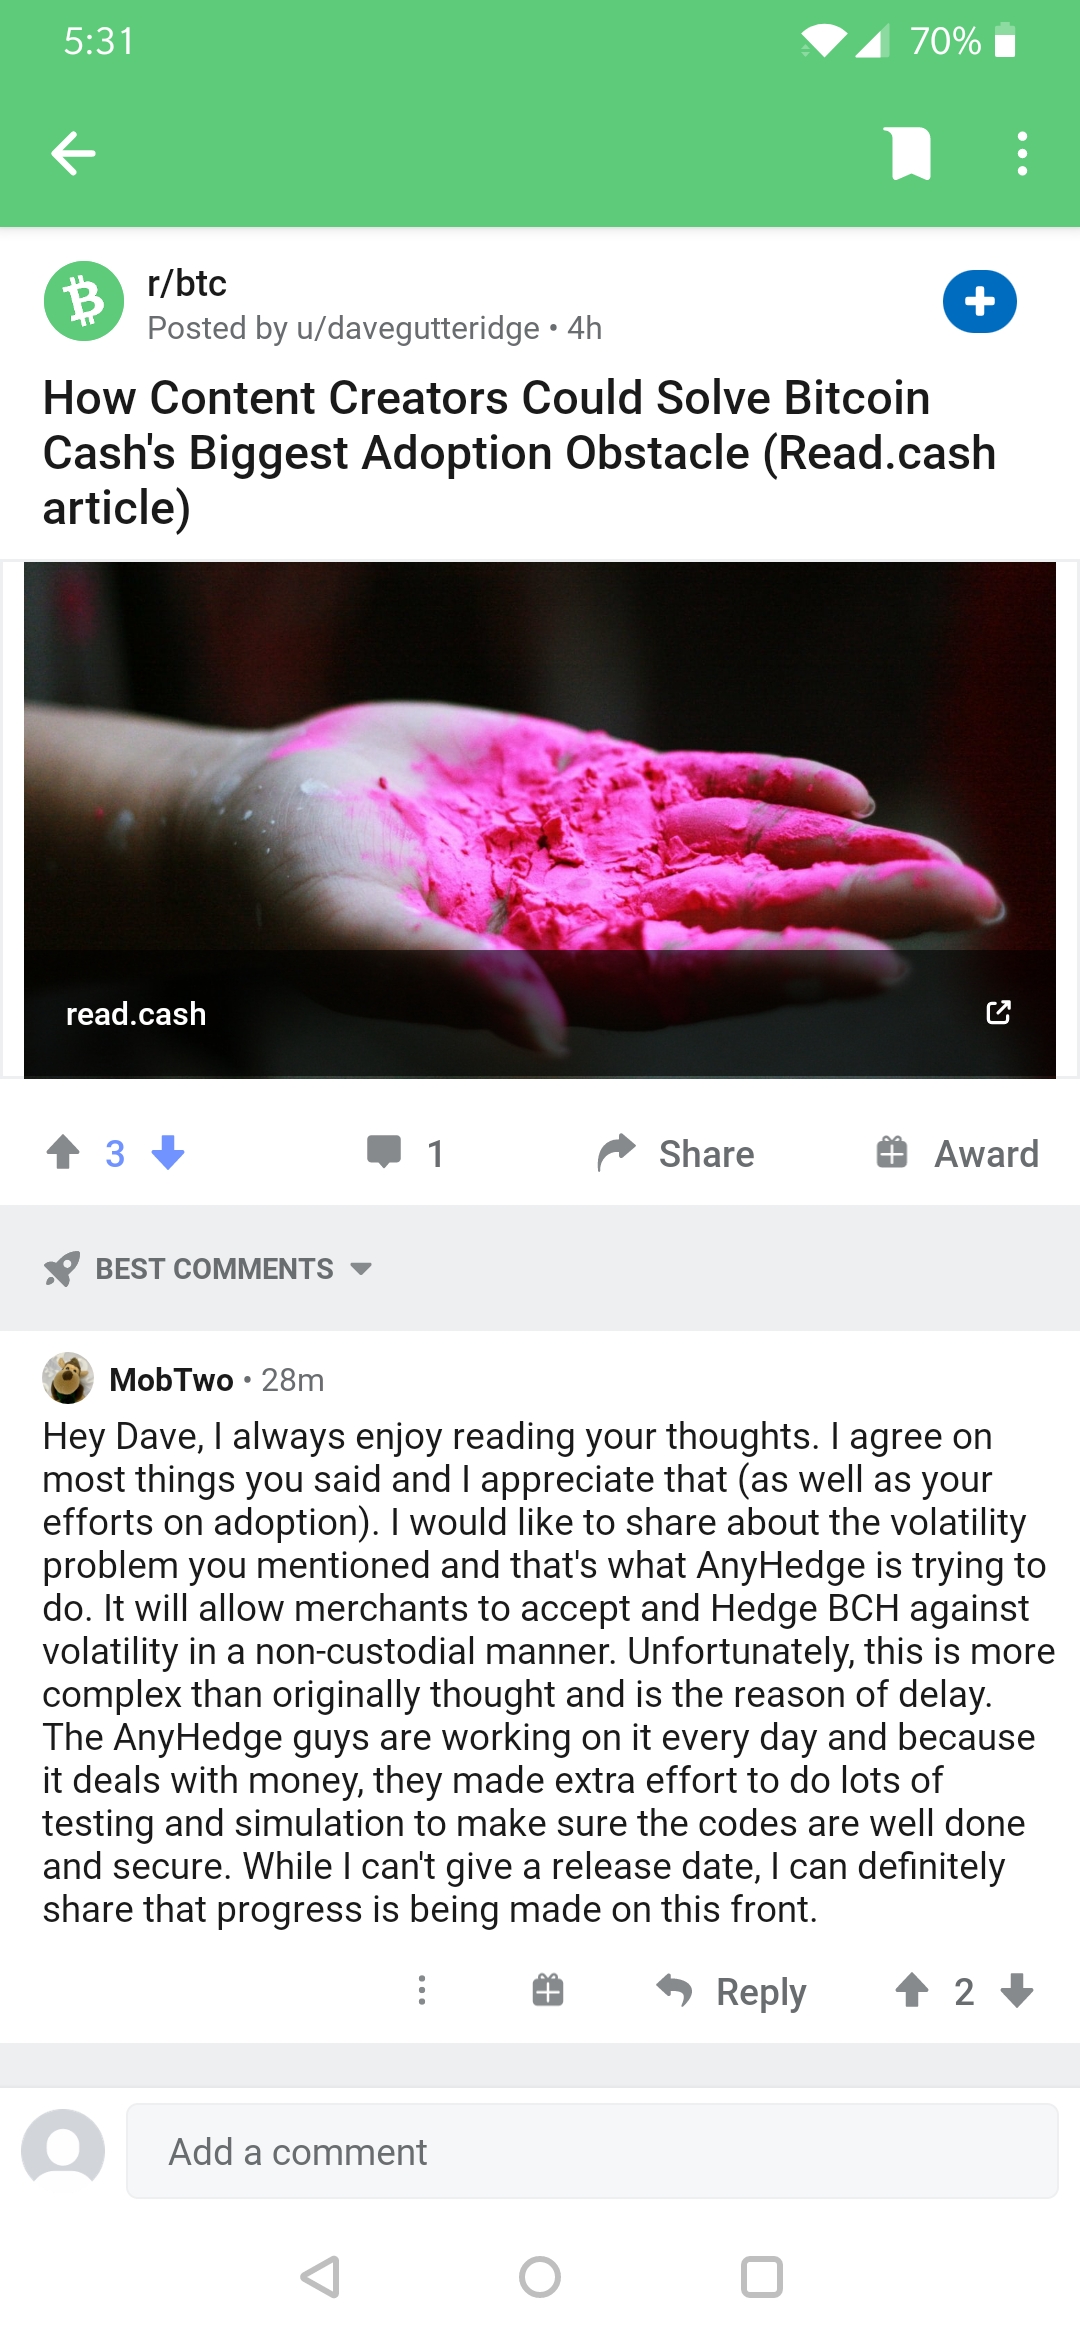 5:31
70%
r/btc
Posted by u/davegutteridge • 4h
How Content Creators Could Solve Bitcoin
Cash's Biggest Adoption Obstacle (Read.cash
article)
read.cash
3
1
Share
Award
BEST COMMENTS
MobTwo • 28m
Hey Dave, I always enjoy reading your thoughts. I agree on
most things you said and I appreciate that (as well as your
efforts on adoption). I would like to share about the volatility
problem you mentioned and that's what AnyHedge is trying to
do. It will allow merchants to accept and Hedge BCH against
volatility in a non-custodial manner. Unfortunately, this is more
complex than originally thought and is the reason of delay.
The AnyHedge guys are working on it every day and because
it deals with money, they made extra effort to do lots of
testing and simulation to make sure the codes are well done
and secure. While I can't give a release date, I can definitely
share that progress is being made on this front.
Reply
2
Add a comment